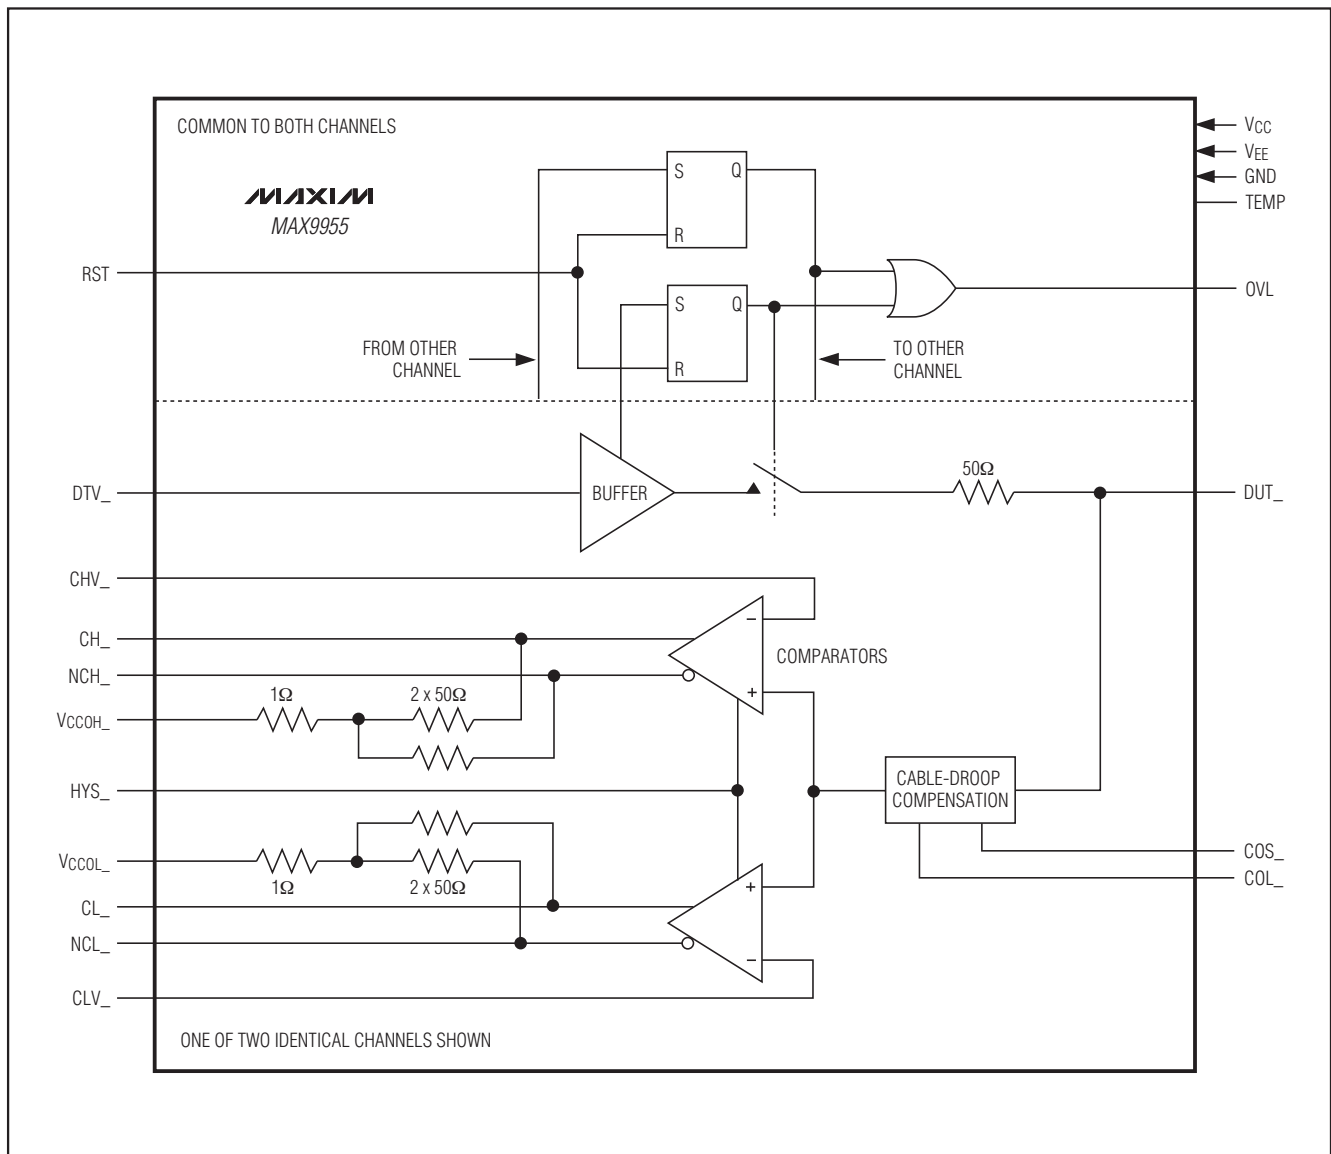 COMMON TO BOTH CHANNELS
VCC
VEE
GND
TEMP
MAXIM
MAX9955
S Q
R
RST
S Q
R
OVL
FROM OTHER
CHANNEL
TO OTHER
CHANNEL
DTV_
BUFFER
50Ω
DUT_
CHV_
CH_
NCH_
−
+
COMPARATORS
1Ω
2 x 50Ω
VCCOH_
HYS_
CABLE-DROOP
COMPENSATION
VCCOL_
1Ω
2 x 50Ω
COS_
COL_
CL_
NCL_
+
−
CLV_
ONE OF TWO IDENTICAL CHANNELS SHOWN